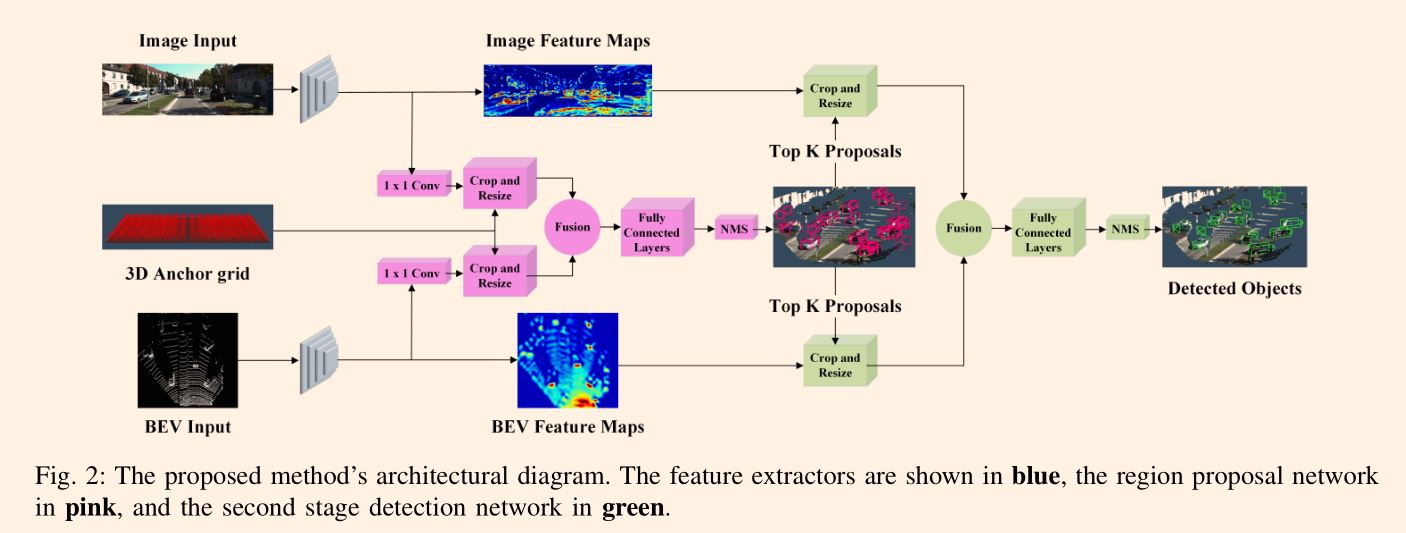 Image Input
Image Feature Maps
Crop and
Resize
Top K Proposals
1 x 1 Conv
Crop and
Resize
3D Anchor grid
Fusion
Fully
Connected
Layers
NMS
Fusion
Fully
Connected
Layers
NMS
Detected Objects
1 x 1 Conv
Crop and
Resize
Top K Proposals
Crop and
Resize
BEV Input
BEV Feature Maps
Fig. 2: The proposed method's architectural diagram. The feature extractors are shown in blue, the region proposal network
in pink, and the second stage detection network in green.